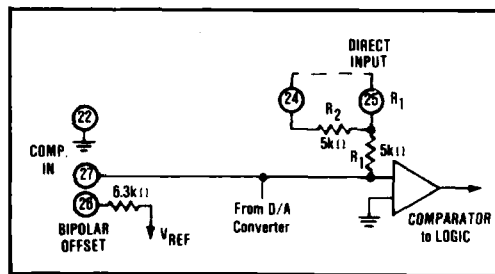 DIRECT
INPUT
24
25
R1
R2
5kΩ
5kΩ
R1
22
COMP.
IN
27
6.3kΩ
26
BIPOLAR
OFFSET
VREF
From D/A
Converter
COMPARATOR
to LOGIC